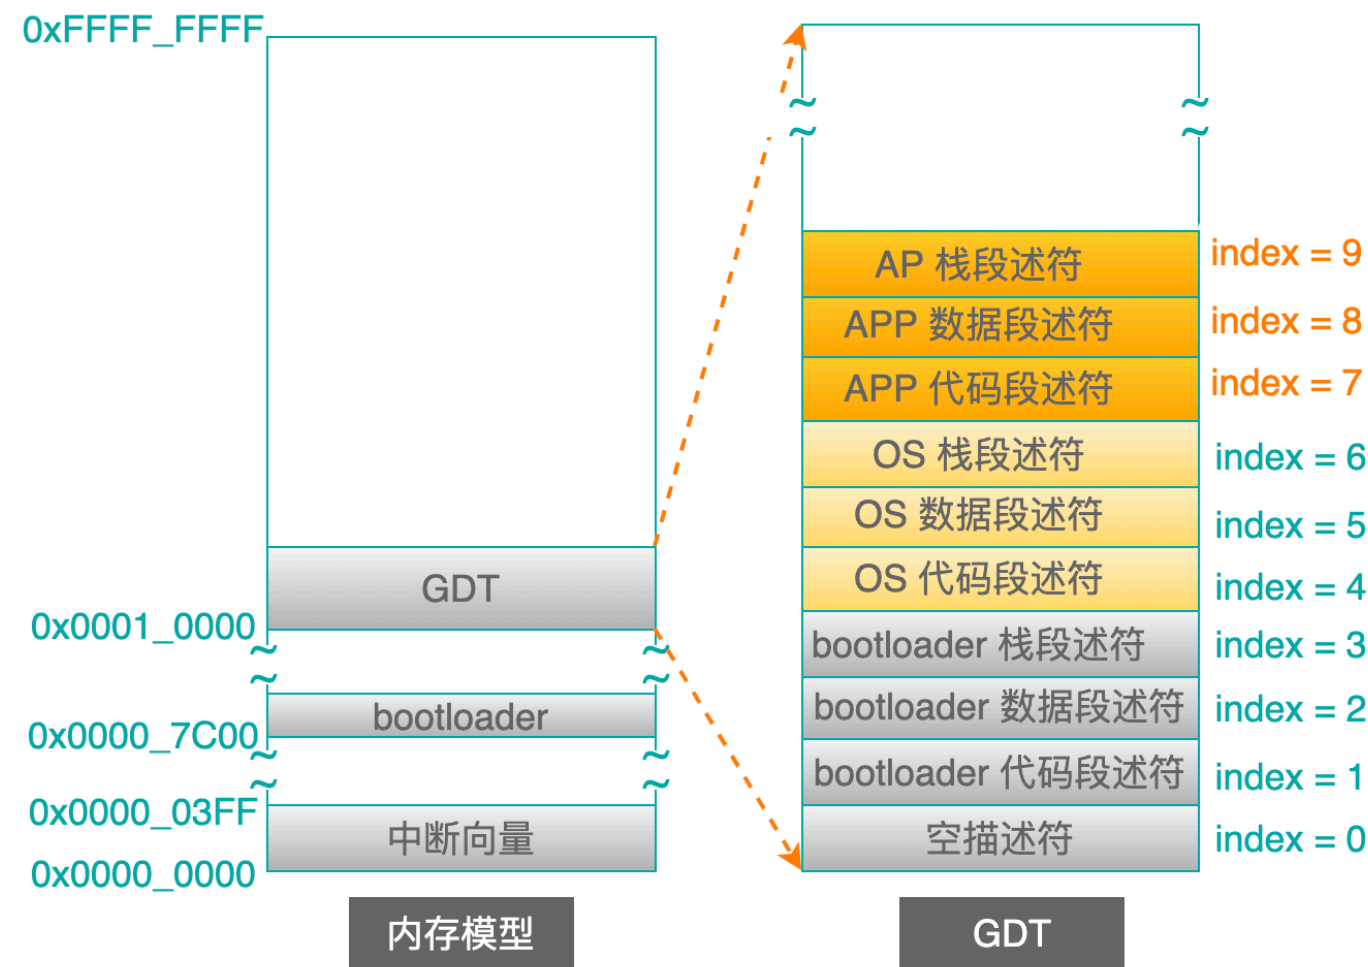 0xFFFF_FFFF
GDT
0x0001_0000
bootloader
0x0000_7C00
0x0000_03FF
中断向量
0x0000_0000
内存模型
AP 栈段述符 index = 9
APP 数据段述符 index = 8
APP 代码段述符 index = 7
OS 栈段述符 index = 6
OS 数据段述符 index = 5
OS 代码段述符 index = 4
bootloader 栈段述符 index = 3
bootloader 数据段述符 index = 2
bootloader 代码段述符 index = 1
空描述符 index = 0
GDT